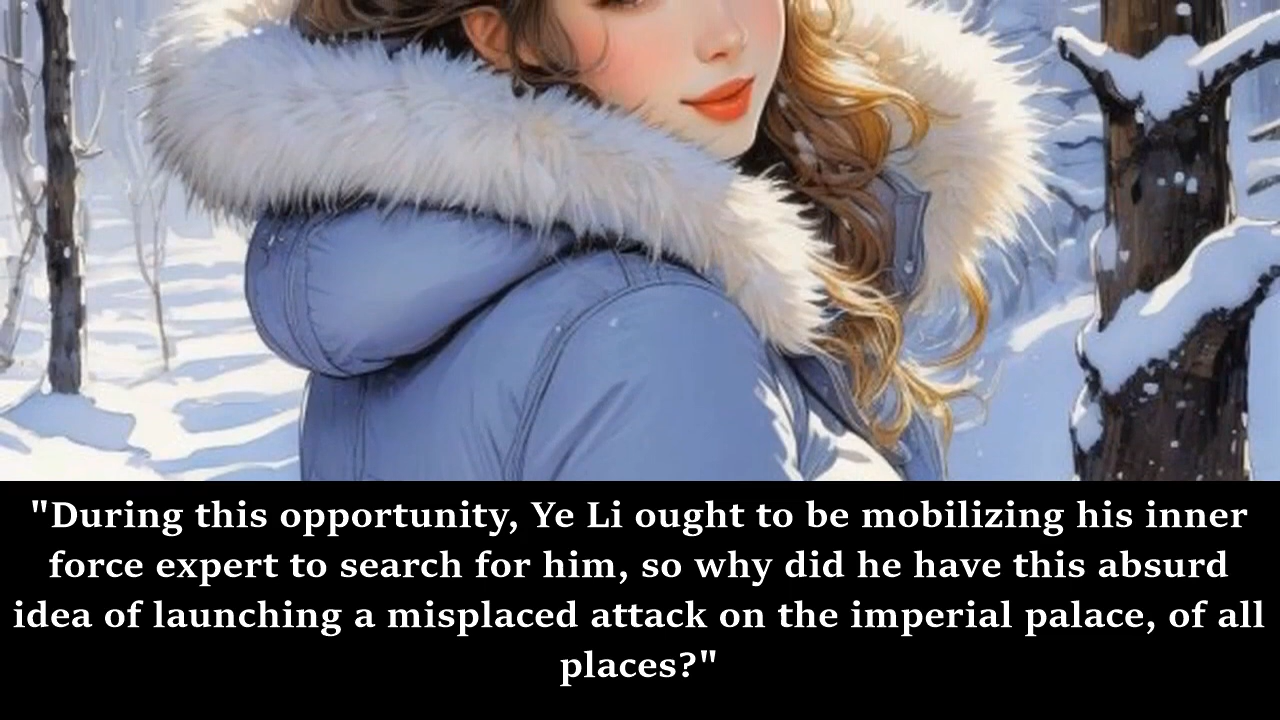 "During this opportunity, Ye Li ought to be mobilizing his inner
force expert to search for him, so why did he have this absurd
idea of launching a misplaced attack on the imperial palace, of all
places?"